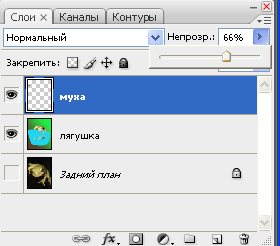 Слои × Каналы Контуры
Нормальный Непрозр.: 66%
Закрепить:
муха
лягушка
Задний план
fx.